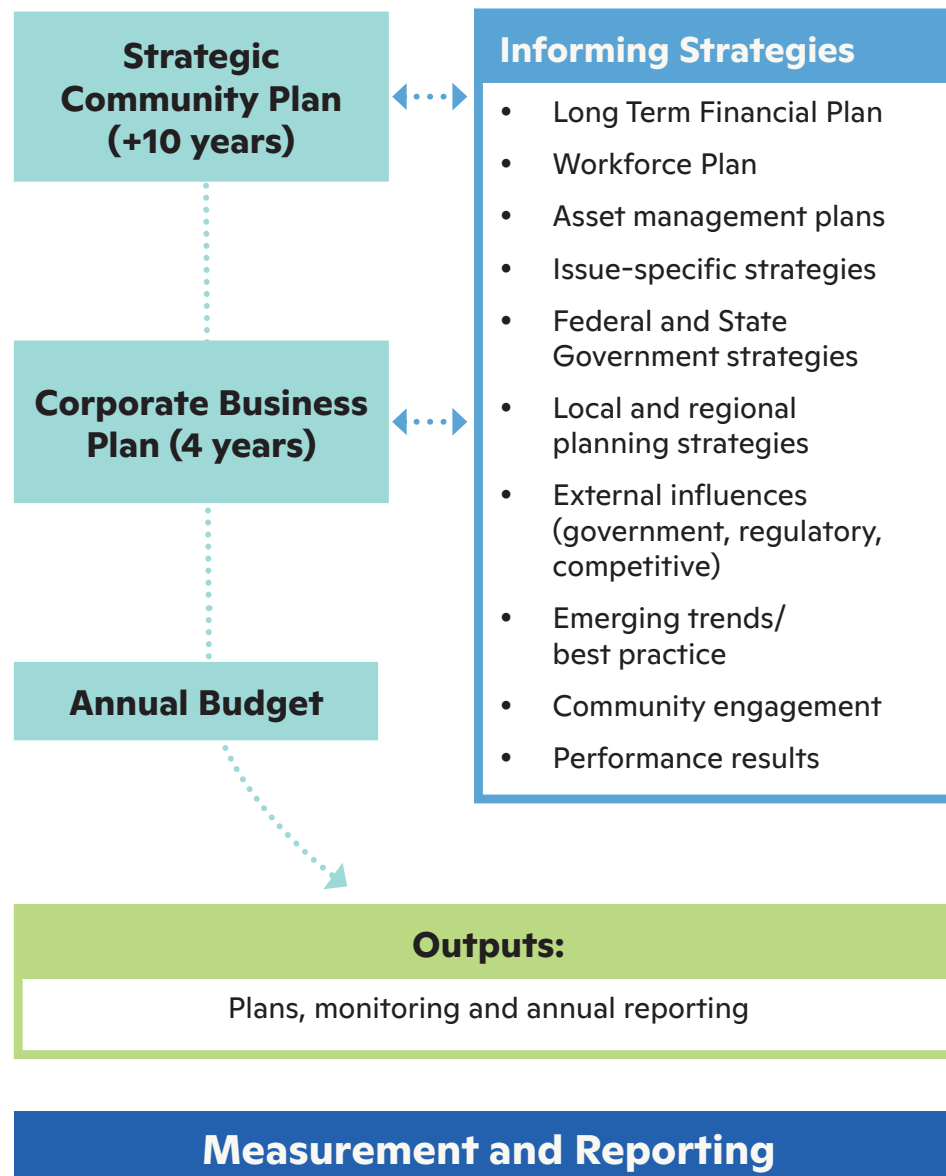 Strategic
Community Plan
(+10 years)
Corporate Business
Plan (4 years)
Annual Budget
Informing Strategies
• Long Term Financial Plan
• Workforce Plan
• Asset management plans
• Issue-specific strategies
• Federal and State
Government strategies
• Local and regional
planning strategies
• External influences
(government, regulatory,
competitive)
• Emerging trends/
best practice
• Community engagement
• Performance results
Outputs:
Plans, monitoring and annual reporting
Measurement and Reporting